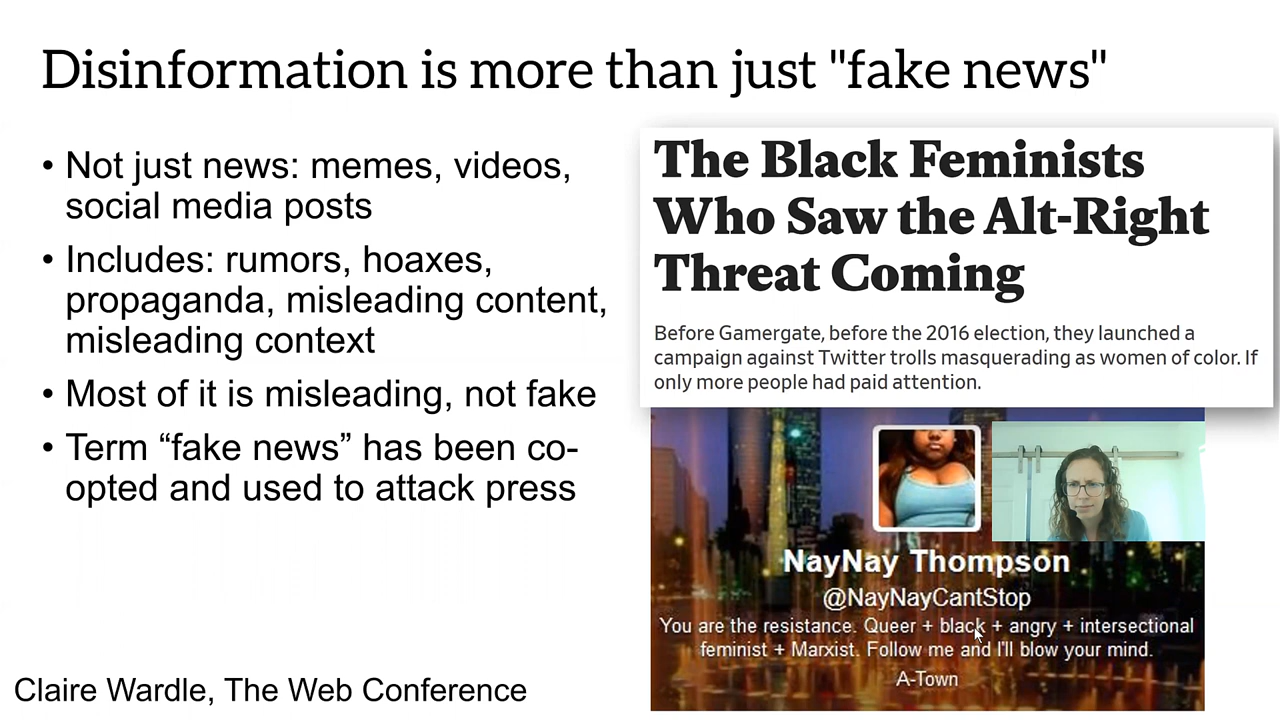 Disinformation is more than just "fake news"
• Not just news: memes, videos,
social media posts
• Includes: rumors, hoaxes,
propaganda, misleading content,
misleading context
• Most of it is misleading, not fake
• Term “fake news” has been co-
opted and used to attack press
The Black Feminists
Who Saw the Alt-Right
Threat Coming
Before Gamergate, before the 2016 election, they launched a
campaign against Twitter trolls masquerading as women of color. If
only more people had paid attention.
NayNay Thompson
@NayNayCantStop
You are the resistance. Queer + black + angry + intersectional
feminist + Marxist. Follow me and I'll blow your mind.
A-Town
Claire Wardle, The Web Conference